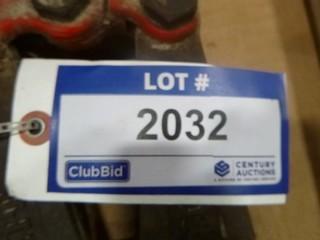 LOT #
2032
ClubBid
CENTURY
AUCTIONS